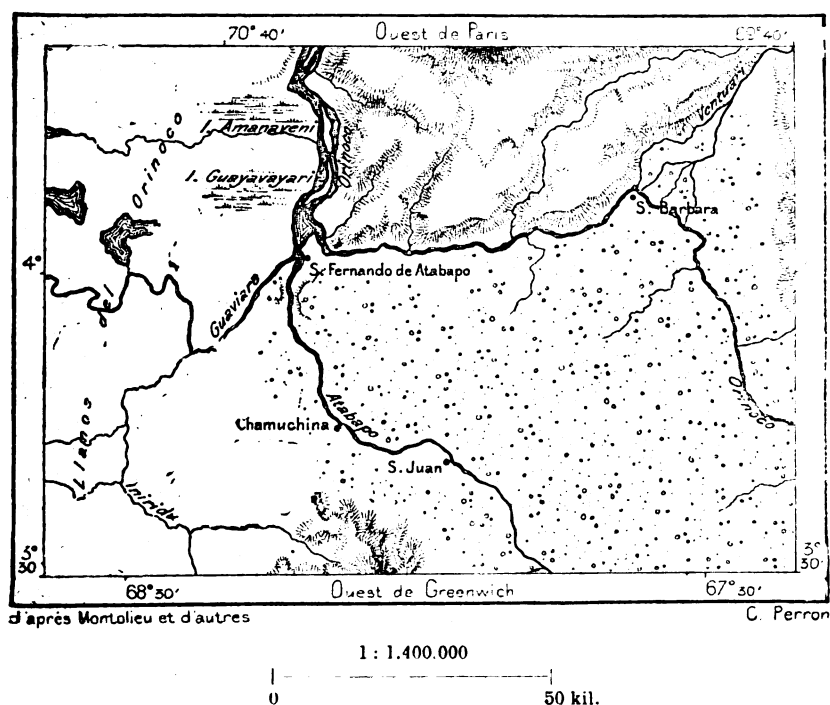 70° 40' Ouest de Paris 69° 40'
Orinoco
I. Amanaveni
Orinoco
Ventuari
I. Guayavayari
S. Barbara
4°
S. Fernando de Atabapo
Guaviare
del
Orinoco
Atabapo
Chamuchina
Llanos
S. Juan
Inirida
3° 30' 3° 30'
68° 30' Ouest de Greenwich 67° 30'
d'après Montolieu et d'autres C. Perron
1 : 1.400.000
0 50 kil.